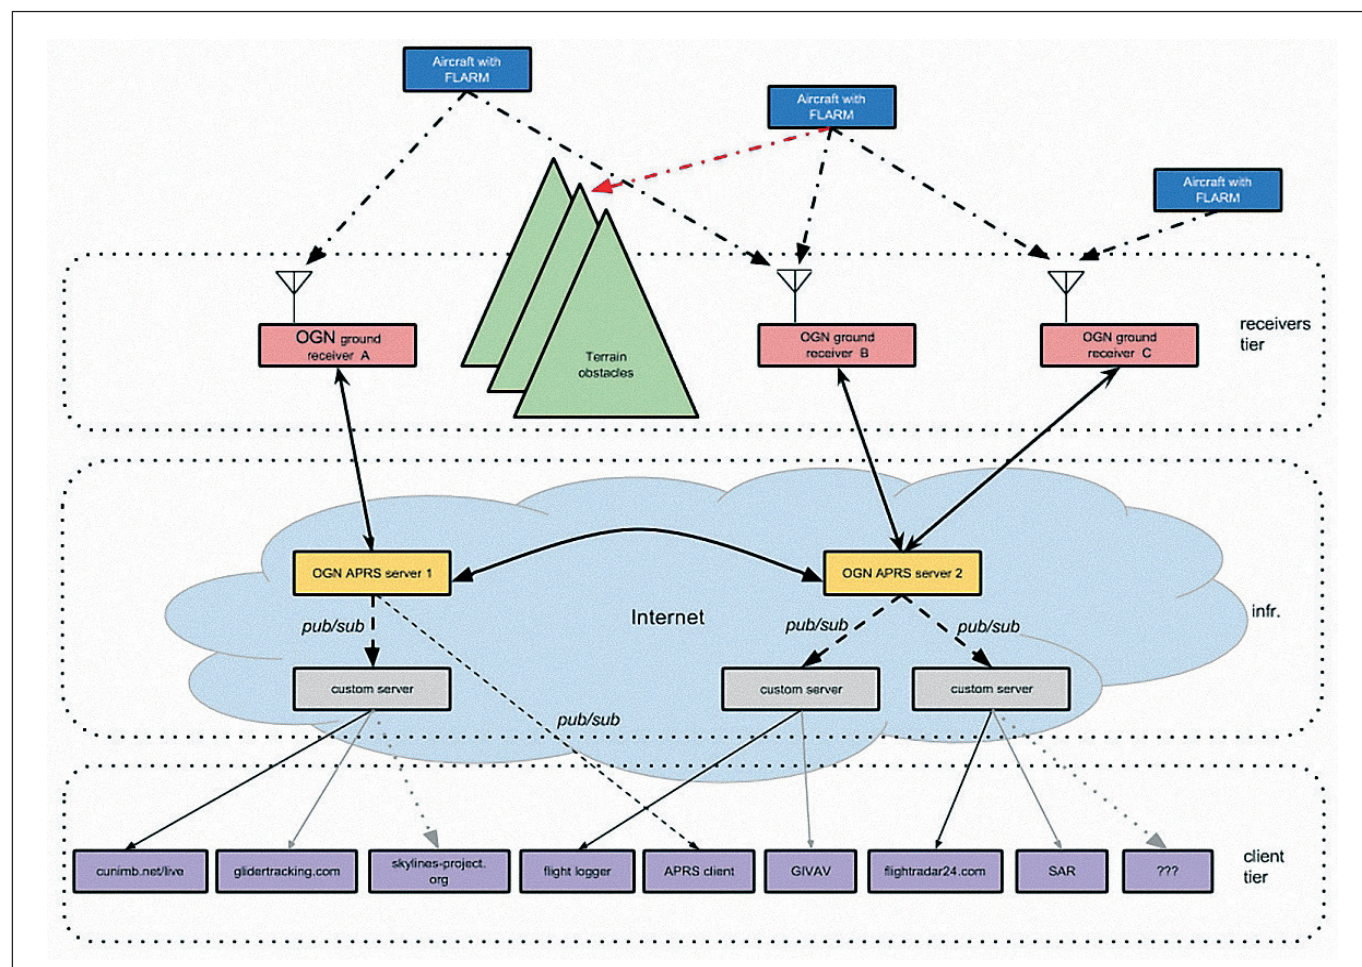 Aircraft with
FLARM
Aircraft with
FLARM
Aircraft with
FLARM
OGN ground
receiver A
Terrain
obstacles
OGN ground
receiver B
OGN ground
receiver C
receivers
tier
OGN APRS server 1
OGN APRS server 2
Internet
infr.
pub/sub
pub/sub
pub/sub
custom server
custom server
custom server
pub/sub
cunimb.net/live
glidertracking.com
skylines-project.
org
flight logger
APRS client
GIVAV
flightradar24.com
SAR
???
client
tier